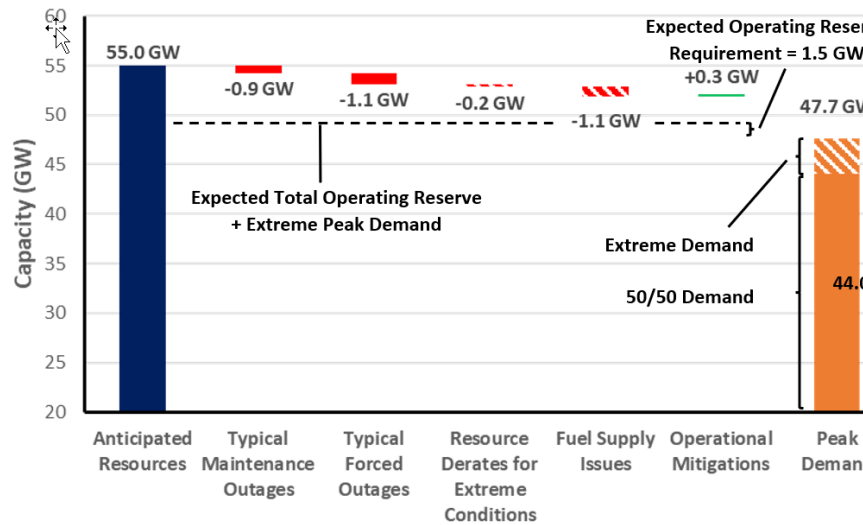 60
Expected Operating Reser
Requirement = 1.5 GW
55.0 GW
55
+0.3 GW
-0.9 GW
-1.1 GW
-0.2 GW
-1.1 GW
47.7 GW
50
45
Expected Total Operating Reserve
+ Extreme Peak Demand
40
Extreme Demand
35
50/50 Demand
44.0
30
25
20
Capacity (GW)
Anticipated
Resources
Typical
Maintenance
Outages
Typical
Forced
Outages
Resource
Derates for
Extreme
Conditions
Fuel Supply
Issues
Operational
Mitigations
Peak
Deman